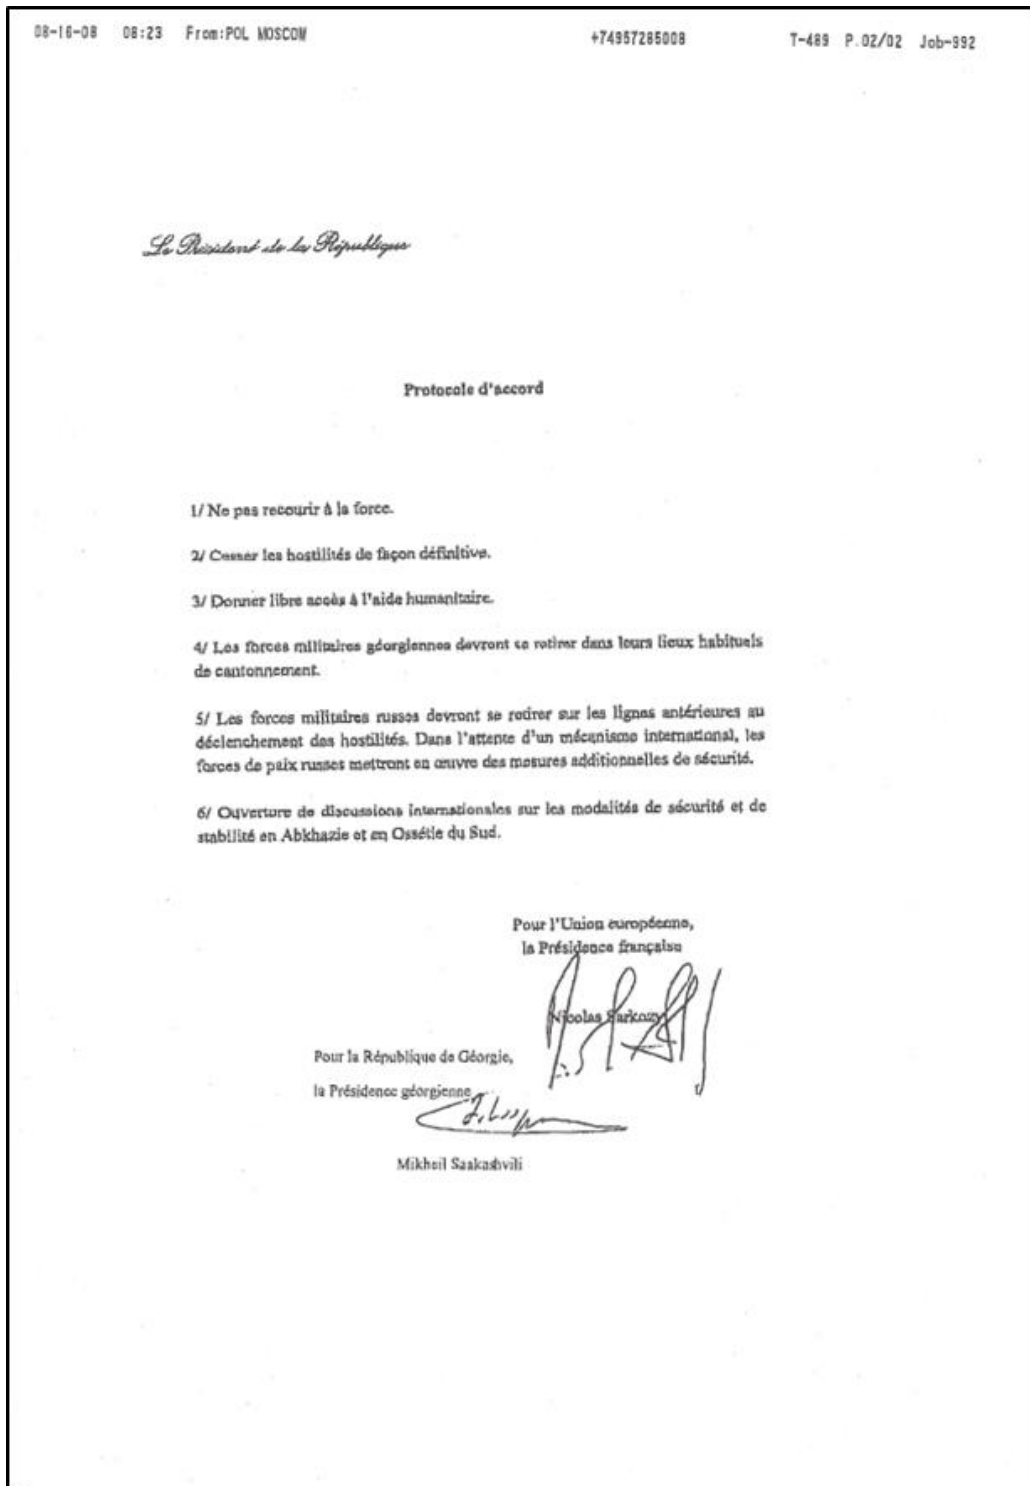 08-16-08 08:23 From:POL MOSCOW +74957285008 T-489 P.02/02 Job-992
Le Président de la République
Protocole d'accord
1/ Ne pas recourir à la force.
2/ Cesser les hostilités de façon définitive.
3/ Donner libre accès à l'aide humanitaire.
4/ Les forces militaires géorgiennes devront se retirer dans leurs lieux habituels
de cantonnement.
5/ Les forces militaires russes devront se retirer sur les lignes antérieures au
déclenchement des hostilités. Dans l'attente d'un mécanisme international, les
forces de paix russes mettront en œuvre des mesures additionnelles de sécurité.
6/ Ouverture de discussions internationales sur les modalités de sécurité et de
stabilité en Abkhazie et en Ossétie du Sud.
Pour l'Union européenne,
la Présidence française
Nicolas Sarkozy
Pour la République de Géorgie,
la Présidence géorgienne
Mikheil Saakashvili